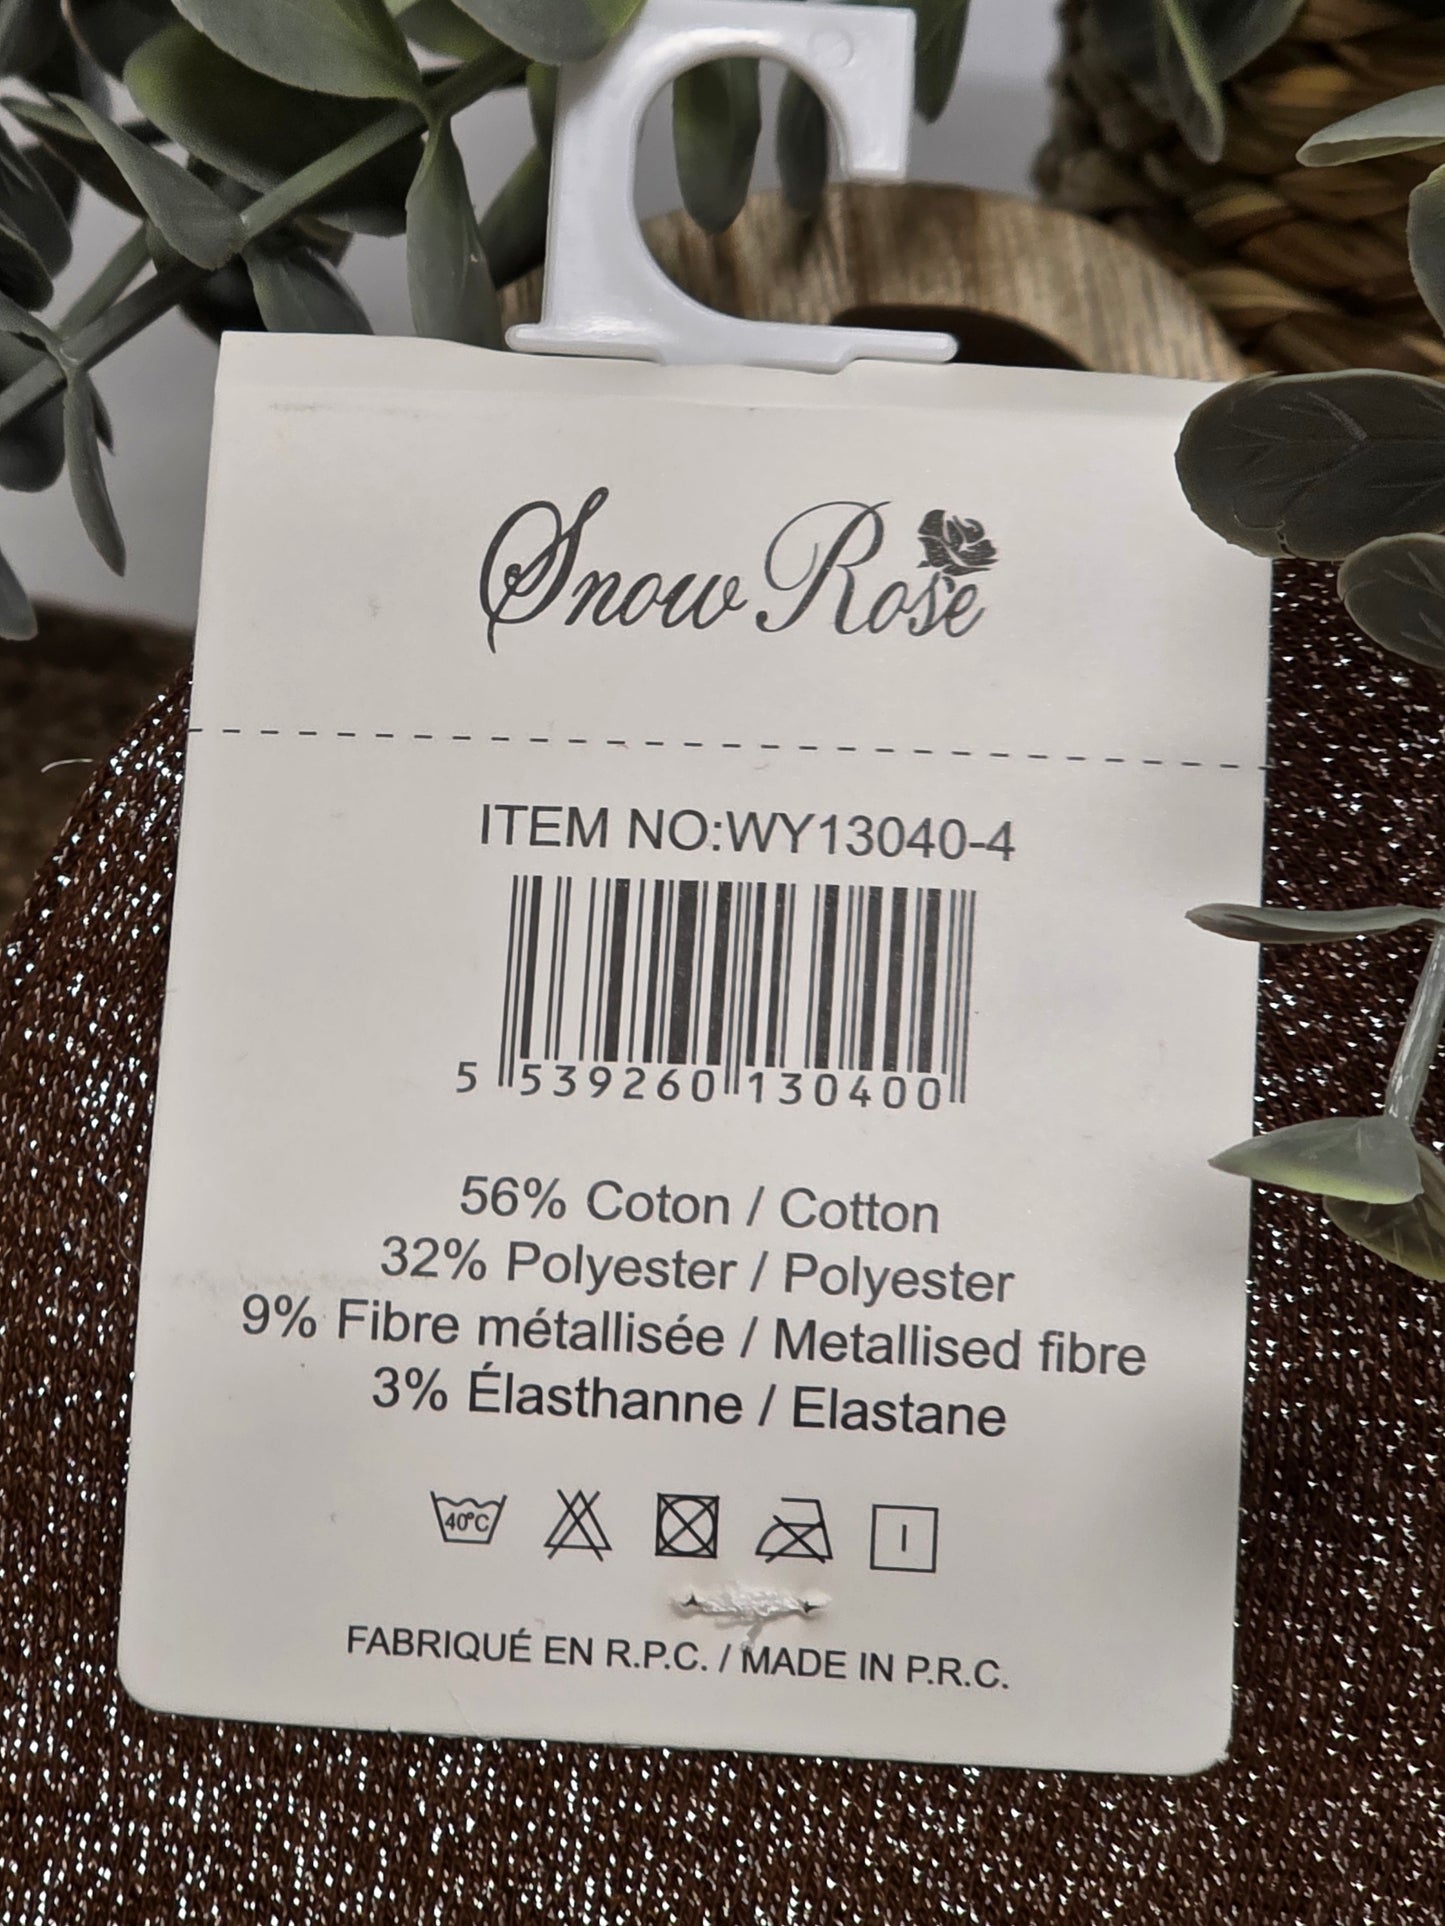 Snow Rose
ITEM NO:WY13040-4
5 539260 130400
56% Coton / Cotton
32% Polyester / Polyester
9% Fibre métallisée / Metallised fibre
3% Élasthanne / Elastane
40°C
FABRIQUÉ EN R.P.C. / MADE IN P.R.C.